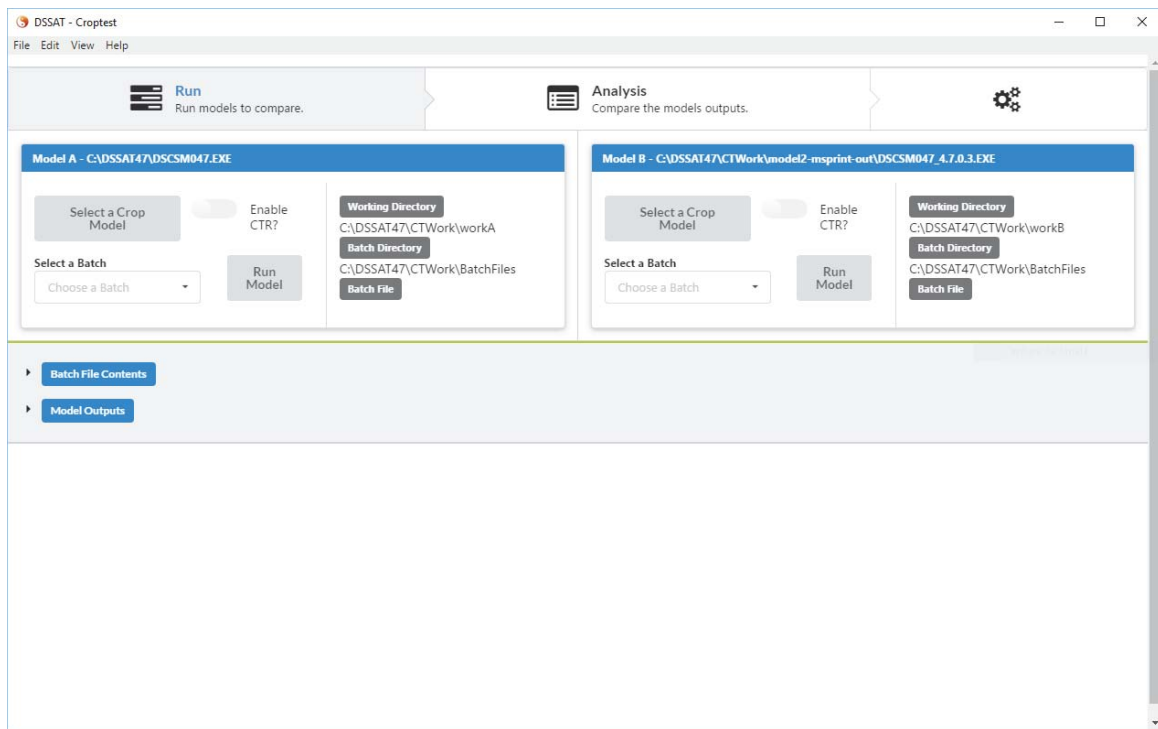 DSSAT - Croptest
File Edit View Help
Run
Run models to compare.
Analysis
Compare the models outputs.
Model A - C:\DSSAT47\DSCSM047.EXE
Select a Crop
Model
Enable
CTR?
Select a Batch
Choose a Batch
Run
Model
Working Directory
C:\DSSAT47\CTWork\workA
Batch Directory
C:\DSSAT47\CTWork\BatchFiles
Batch File
Model B - C:\DSSAT47\CTWork\model2-msprint-out\DSCSM047_4.7.0.3.EXE
Select a Crop
Model
Enable
CTR?
Select a Batch
Choose a Batch
Run
Model
Working Directory
C:\DSSAT47\CTWork\workB
Batch Directory
C:\DSSAT47\CTWork\BatchFiles
Batch File
Batch File Contents
Model Outputs